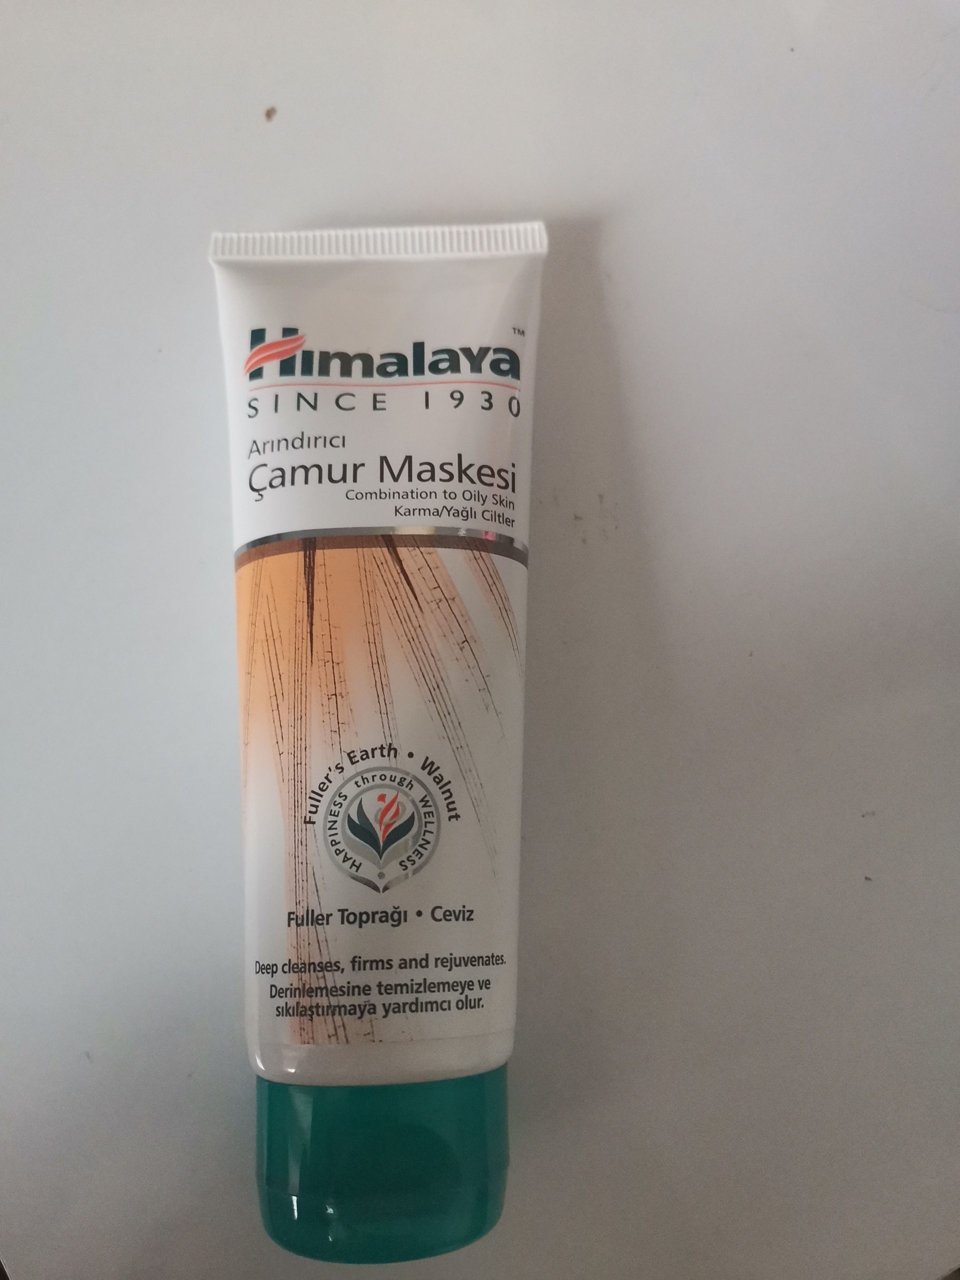 Himalaya™
SINCE 1930
Arındırıcı
Çamur Maskesi
Combination to Oily Skin
Karma/Yağlı Ciltler
Fuller's Earth • Walnut
HAPPINESS through WELLNESS
Fuller Toprağı • Ceviz
Deep cleanses, firms and rejuvenates.
Derinlemesine temizlemeye ve
sıkılaştırmaya yardımcı olur.